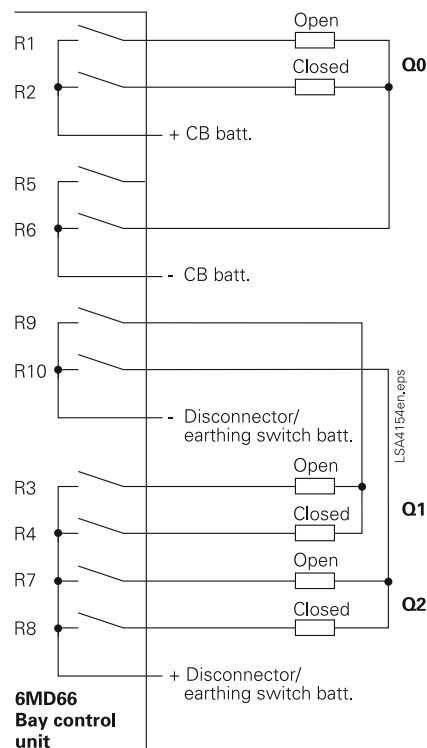 Open
R1
Closed
Q0
R2
+ CB batt.
R5
R6
- CB batt.
R9
R10
- Disconnector/
earthing switch batt.
LSA4154en.eps
Open
R3
Closed
Q1
R4
Open
R7
Closed
Q2
R8
+ Disconnector/
earthing switch batt.
6MD66
Bay control
unit